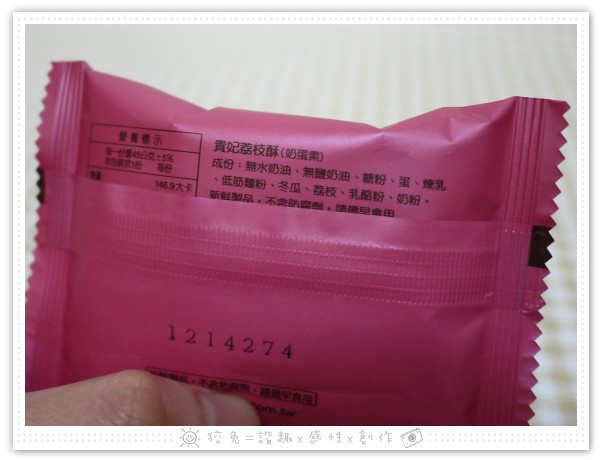 營養標示
每一份量45公克±5%
本包裝含1份 每份
熱量 146.9大卡
貴妃荔枝酥(奶蛋素)
成份：無水奶油、無鹽奶油、糖粉、蛋、煉乳
、低筋麵粉、冬瓜、荔枝、乳酪粉、奶粉。
新鮮製品，不含防腐劑，請儘早食用
1214274
新鮮製品，不含防腐劑，請儘早食用
.com.tw
狡兔=諧趣x感性x創作